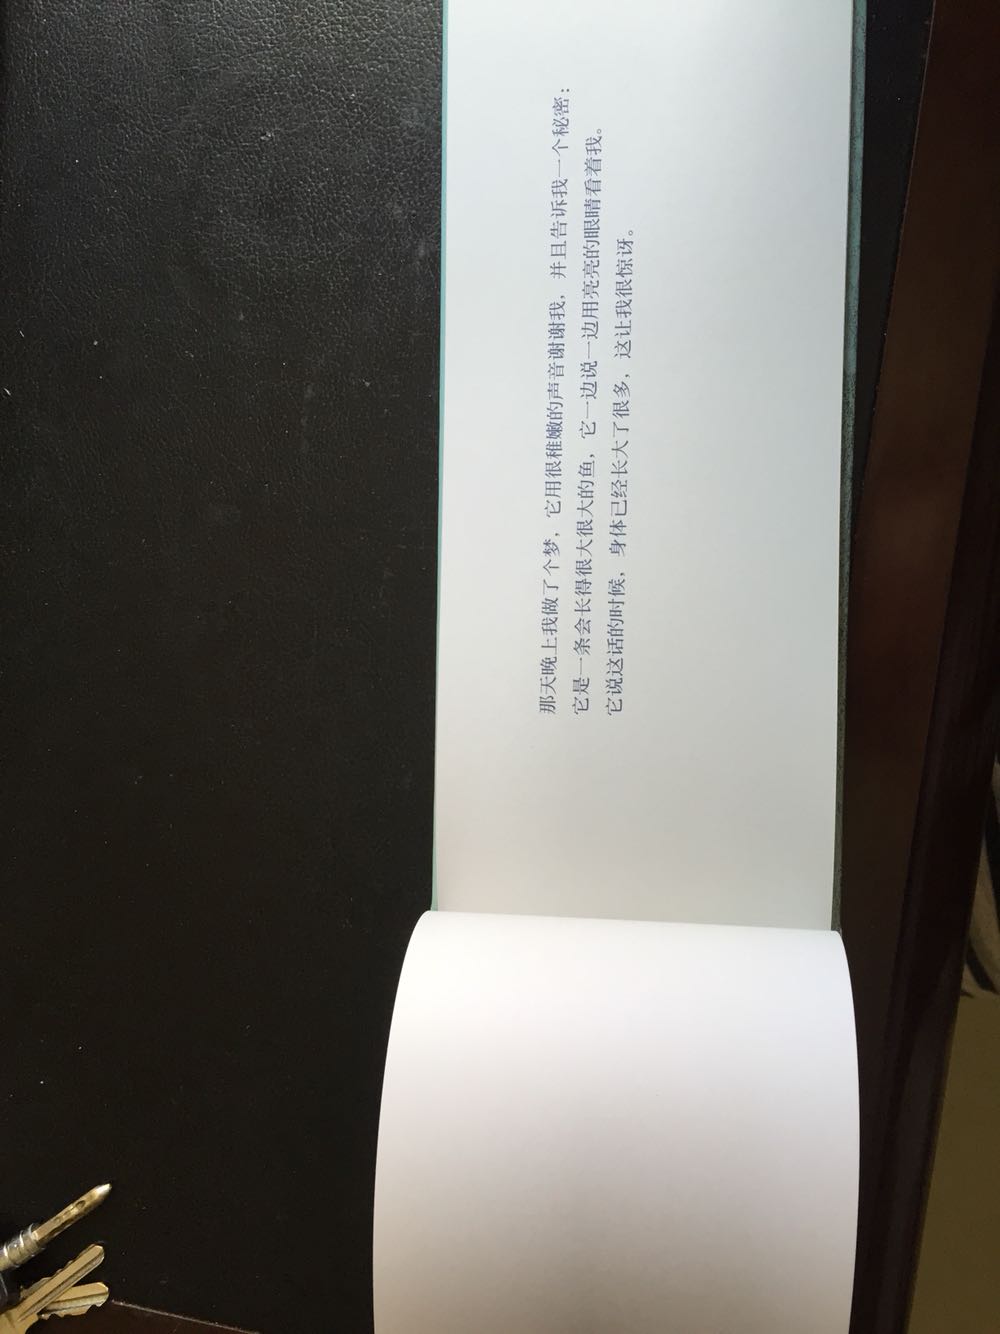 那天晚上我做了个梦，它用很稚嫩的声音谢谢我，并且告诉我一个秘密：
它是一条会长得很大很大的鱼，它一边说一边用亮亮的眼睛看着我。
它说这话的时候，身体已经长大了很多，这让我很惊讶。